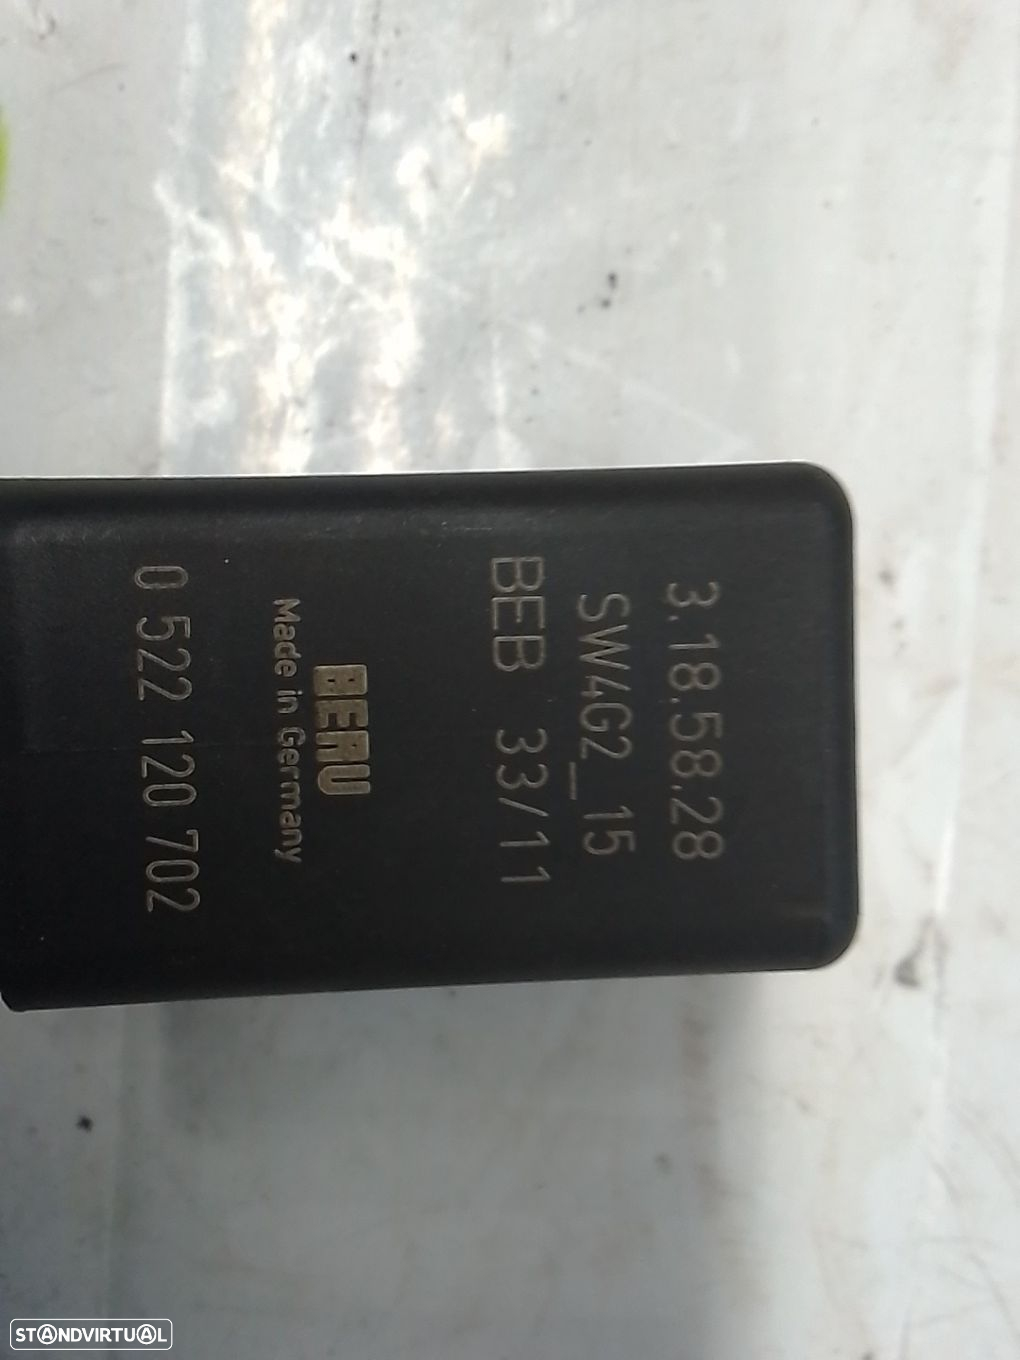 3.18.58.28
SW4G2_15
BEB 33/11
BERU
Made in Germany
0 522 120 702
STANDVIRTUAL